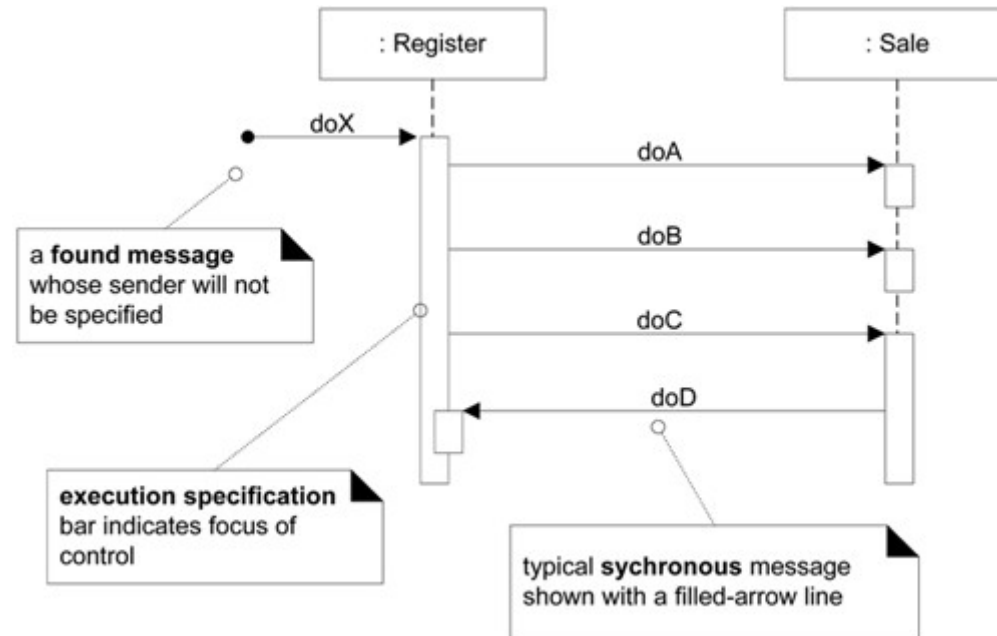 : Register
: Sale
doX
doA
a found message
whose sender will not
be specified
doB
doC
doD
execution specification
bar indicates focus of
control
typical sychronous message
shown with a filled-arrow line